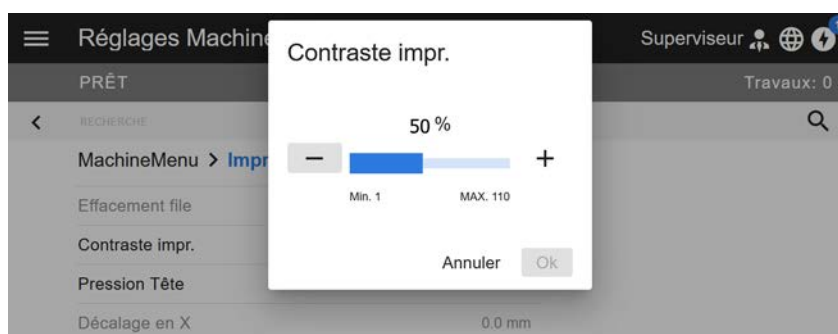 Réglages Machine
Superviseur
PRÊT
Travaux: 0
RECHERCHE
MachineMenu > Impr
Effacement file
Contraste impr.
Pression Tête
Décalage en X 0.0 mm
Contraste impr.
50 %
− +
Min. 1 MAX. 110
Annuler Ok